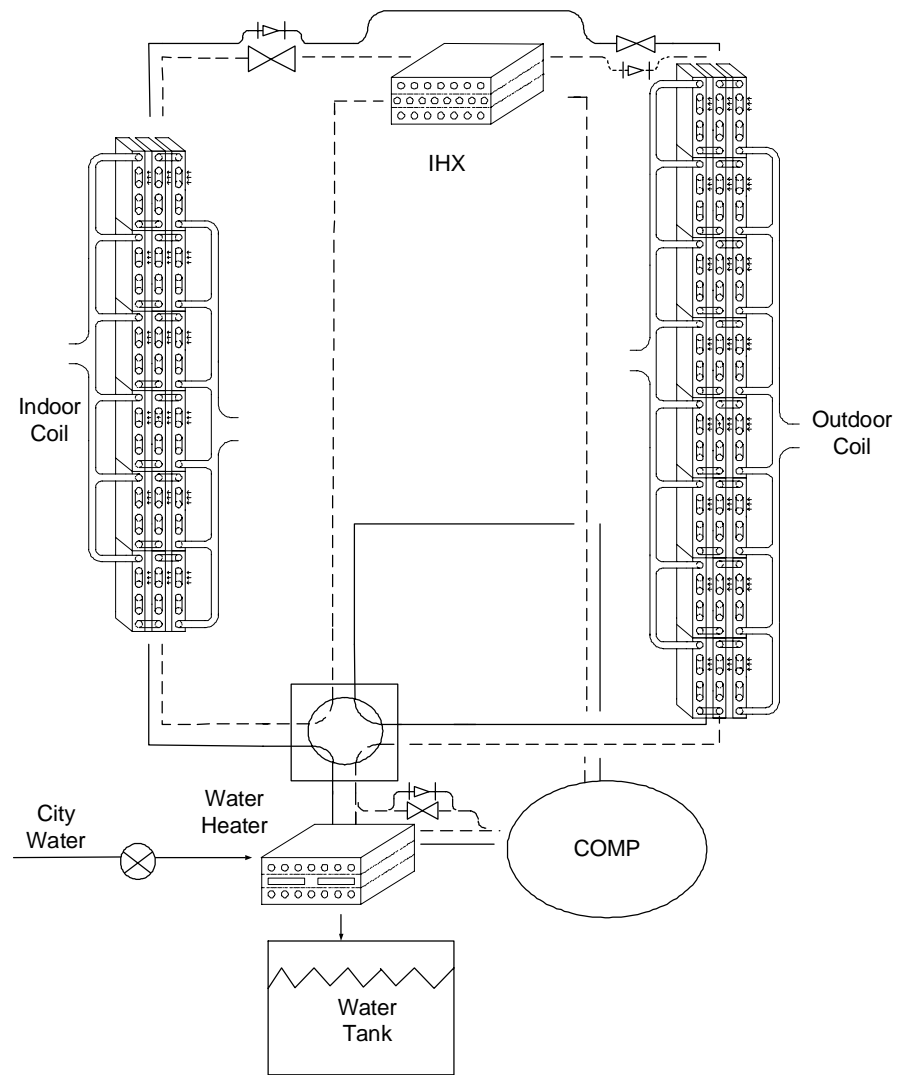 IHX
Indoor
Coil
Outdoor
Coil
Water
Heater
City
Water
COMP
Water
Tank